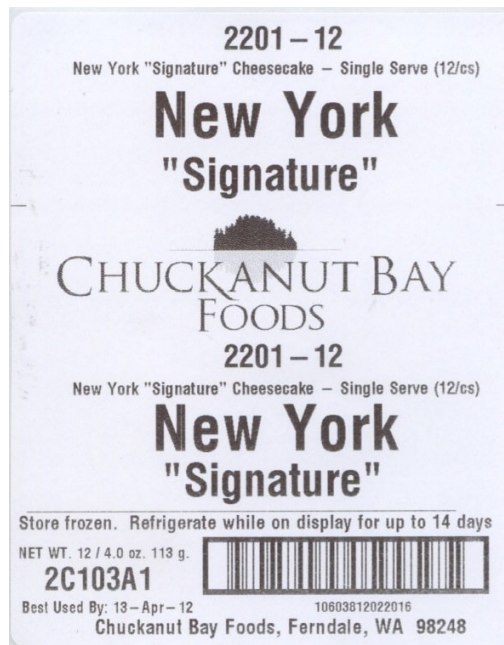 2201 – 12
New York "Signature" Cheesecake – Single Serve (12/cs)
New York
"Signature"
CHUCKANUT BAY
FOODS
2201 – 12
New York "Signature" Cheesecake – Single Serve (12/cs)
New York
"Signature"
Store frozen. Refrigerate while on display for up to 14 days
NET WT. 12 / 4.0 oz. 113 g.
2C103A1
Best Used By: 13–Apr–12
10603812022016
Chuckanut Bay Foods, Ferndale, WA 98248